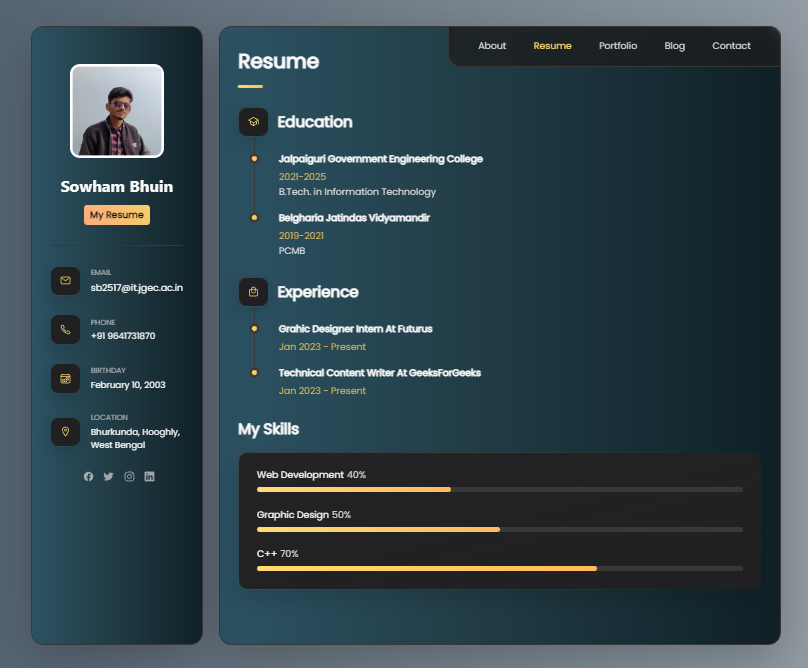 Sowham Bhuin
My Resume
EMAIL
sb2517@it.jgec.ac.in
PHONE
+91 9641731870
BIRTHDAY
February 10, 2003
LOCATION
Bhurkunda, Hooghly,
West Bengal
About Resume Portfolio Blog Contact
Resume
Education
Jalpaiguri Government Engineering College
2021-2025
B.Tech. in Information Technology
Belgharia Jatindas Vidyamandir
2019-2021
PCMB
Experience
Grahic Designer Intern At Futurus
Jan 2023 - Present
Technical Content Writer At GeeksForGeeks
Jan 2023 - Present
My Skills
Web Development 40%
Graphic Design 50%
C++ 70%